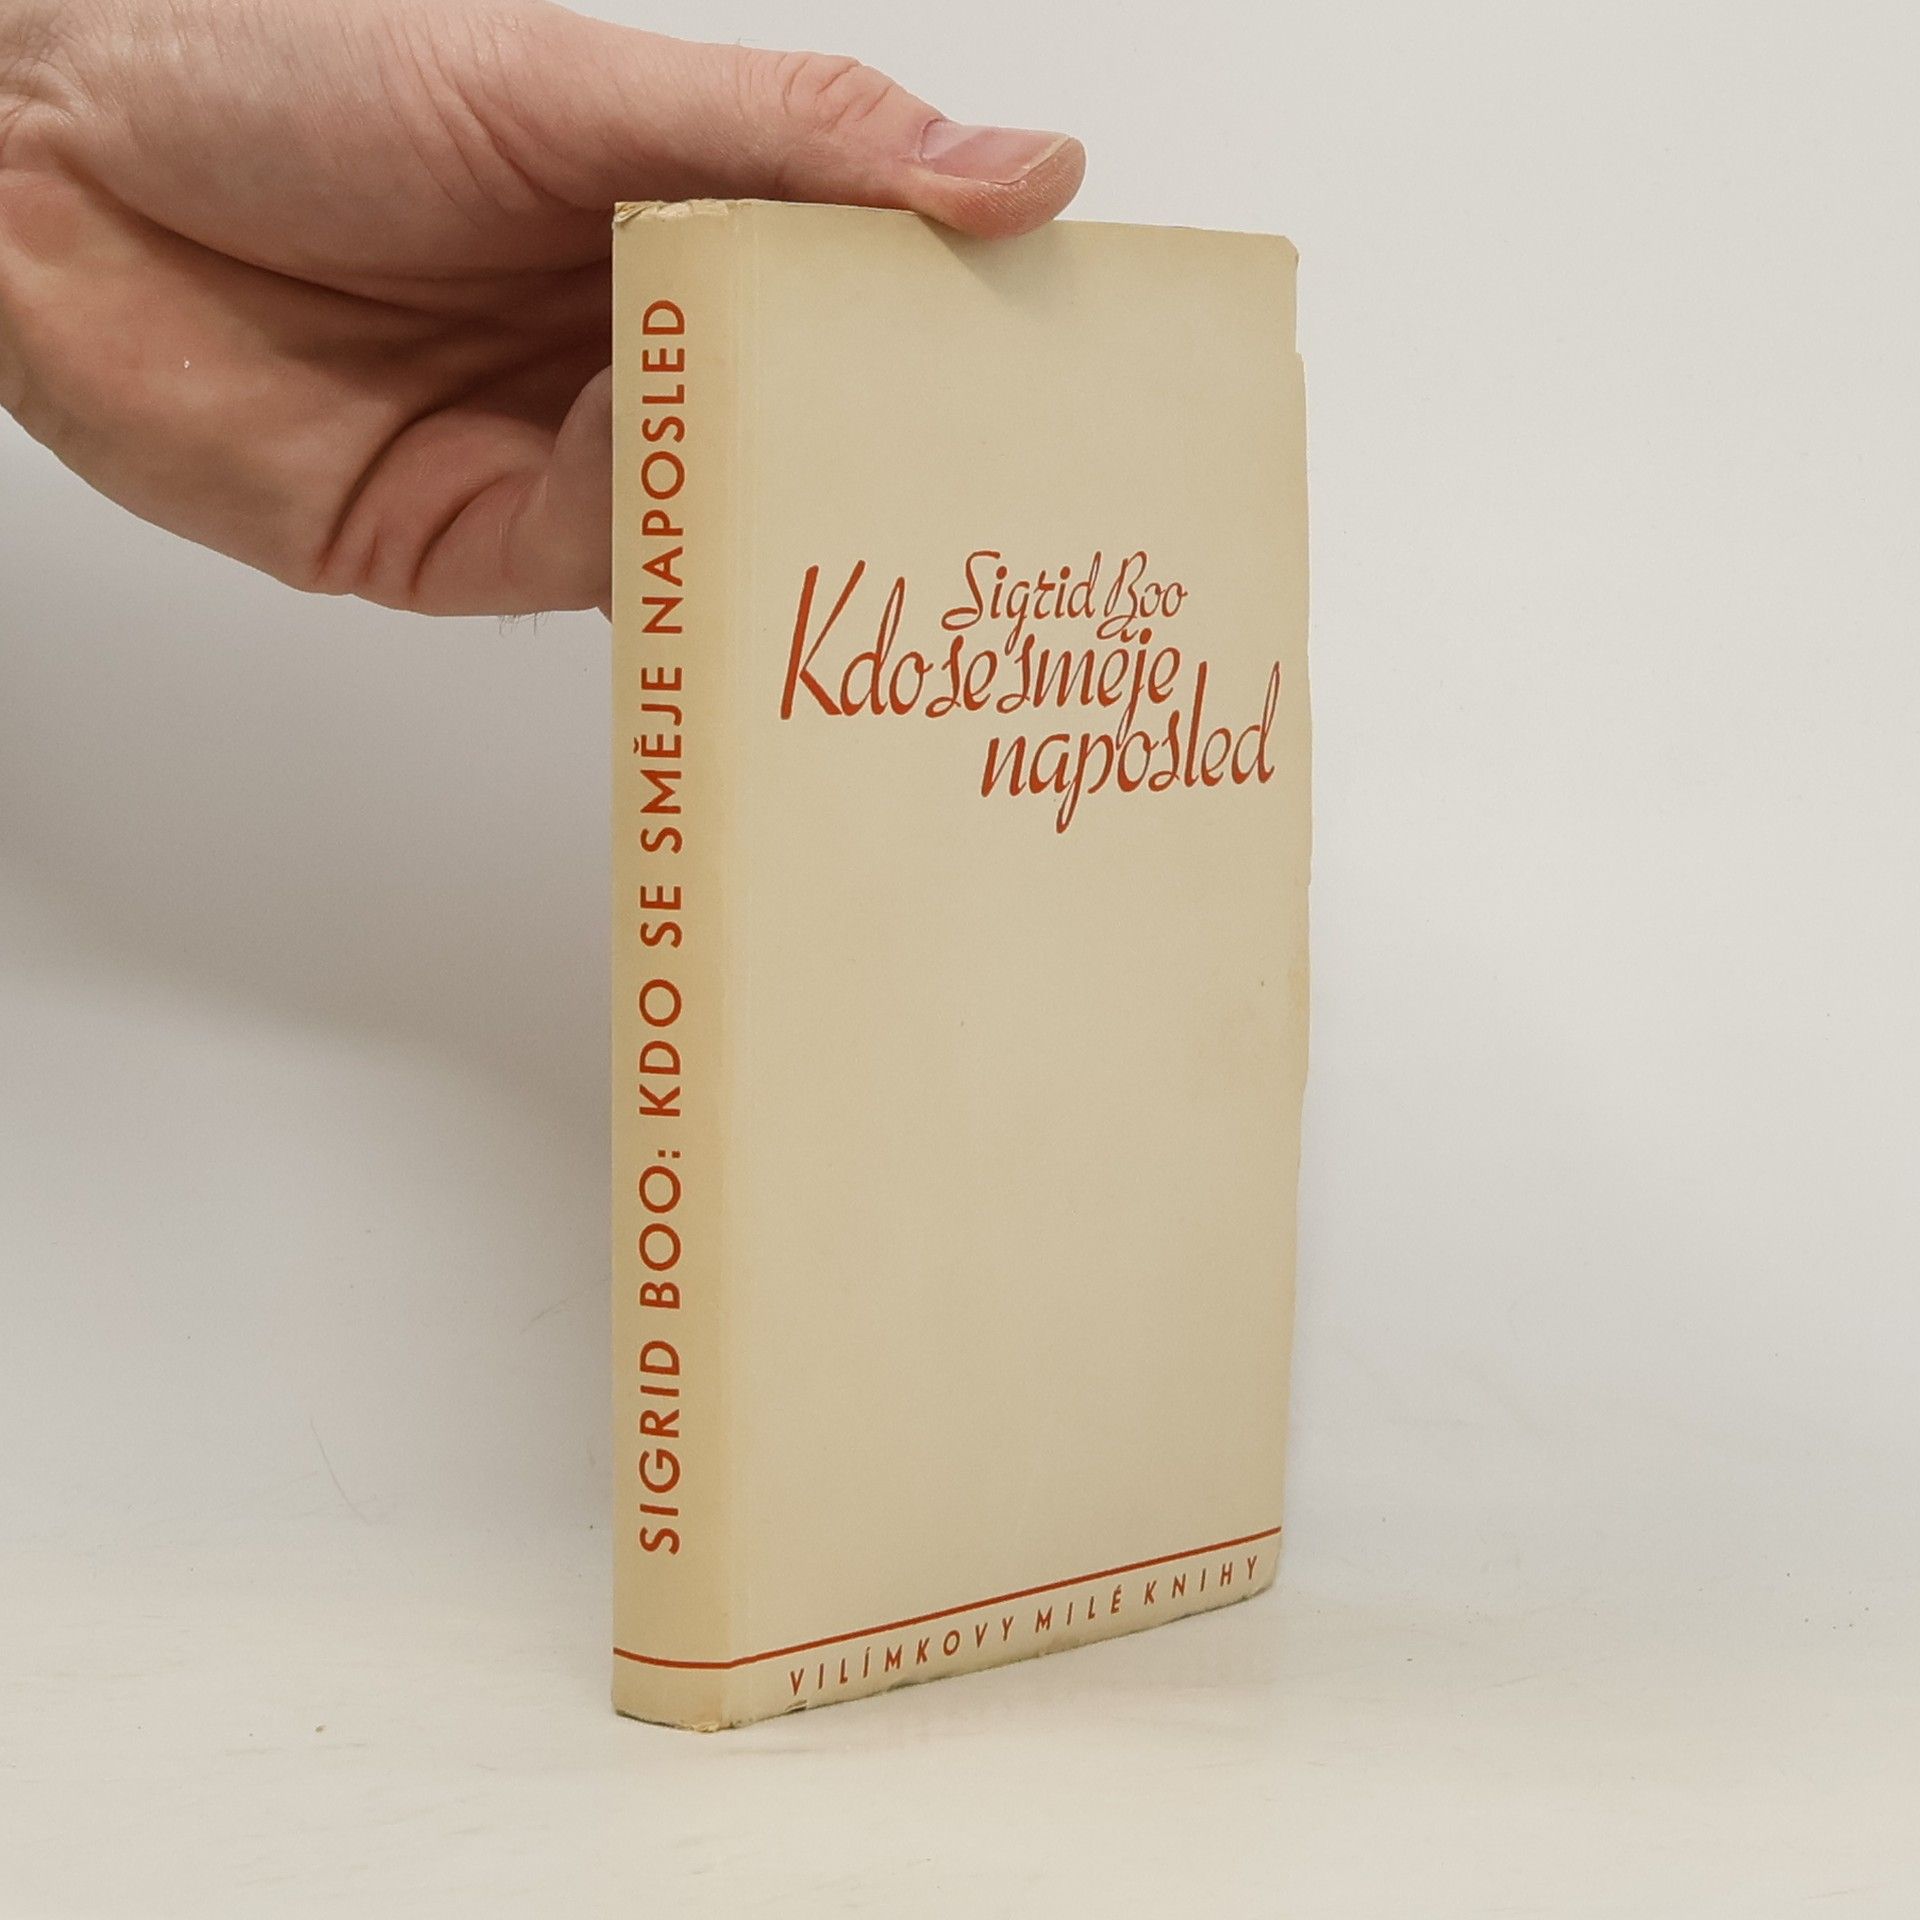 SIGRID BOO: KDO SE SMĚJE NAPOSLED
Sigrid Boo
Kdo se směje
naposled
VILÍMKOVY MILÉ KNIHY